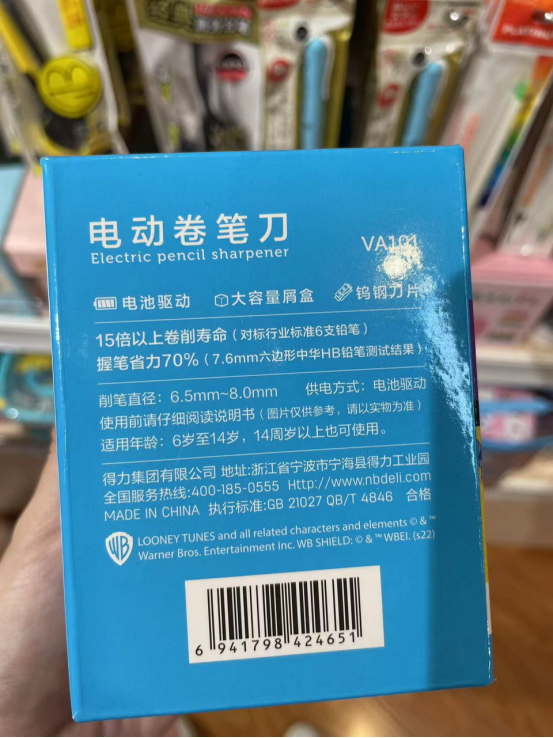 电动卷笔刀
Electric pencil sharpener
VA101
电池驱动 大容量屑盒 钨钢刀片
15倍以上卷削寿命（对标行业标准6支铅笔）
握笔省力70%（7.6mm六边形中华HB铅笔测试结果）
削笔直径：6.5mm~8.0mm 供电方式：电池驱动
使用前请仔细阅读说明书（图片仅供参考，请以实物为准）
适用年龄：6岁至14岁，14周岁以上也可使用。
得力集团有限公司 地址:浙江省宁波市宁海县得力工业园
全国服务热线:400-185-0555 Http://www.nbdeli.com
MADE IN CHINA 执行标准:GB 21027 QB/T 4846 合格
WB
LOONEY TUNES and all related characters and elements © & ™
Warner Bros. Entertainment Inc. WB SHIELD: © & ™ WBEI. (s22)
6 941798 424651
PLATINUM